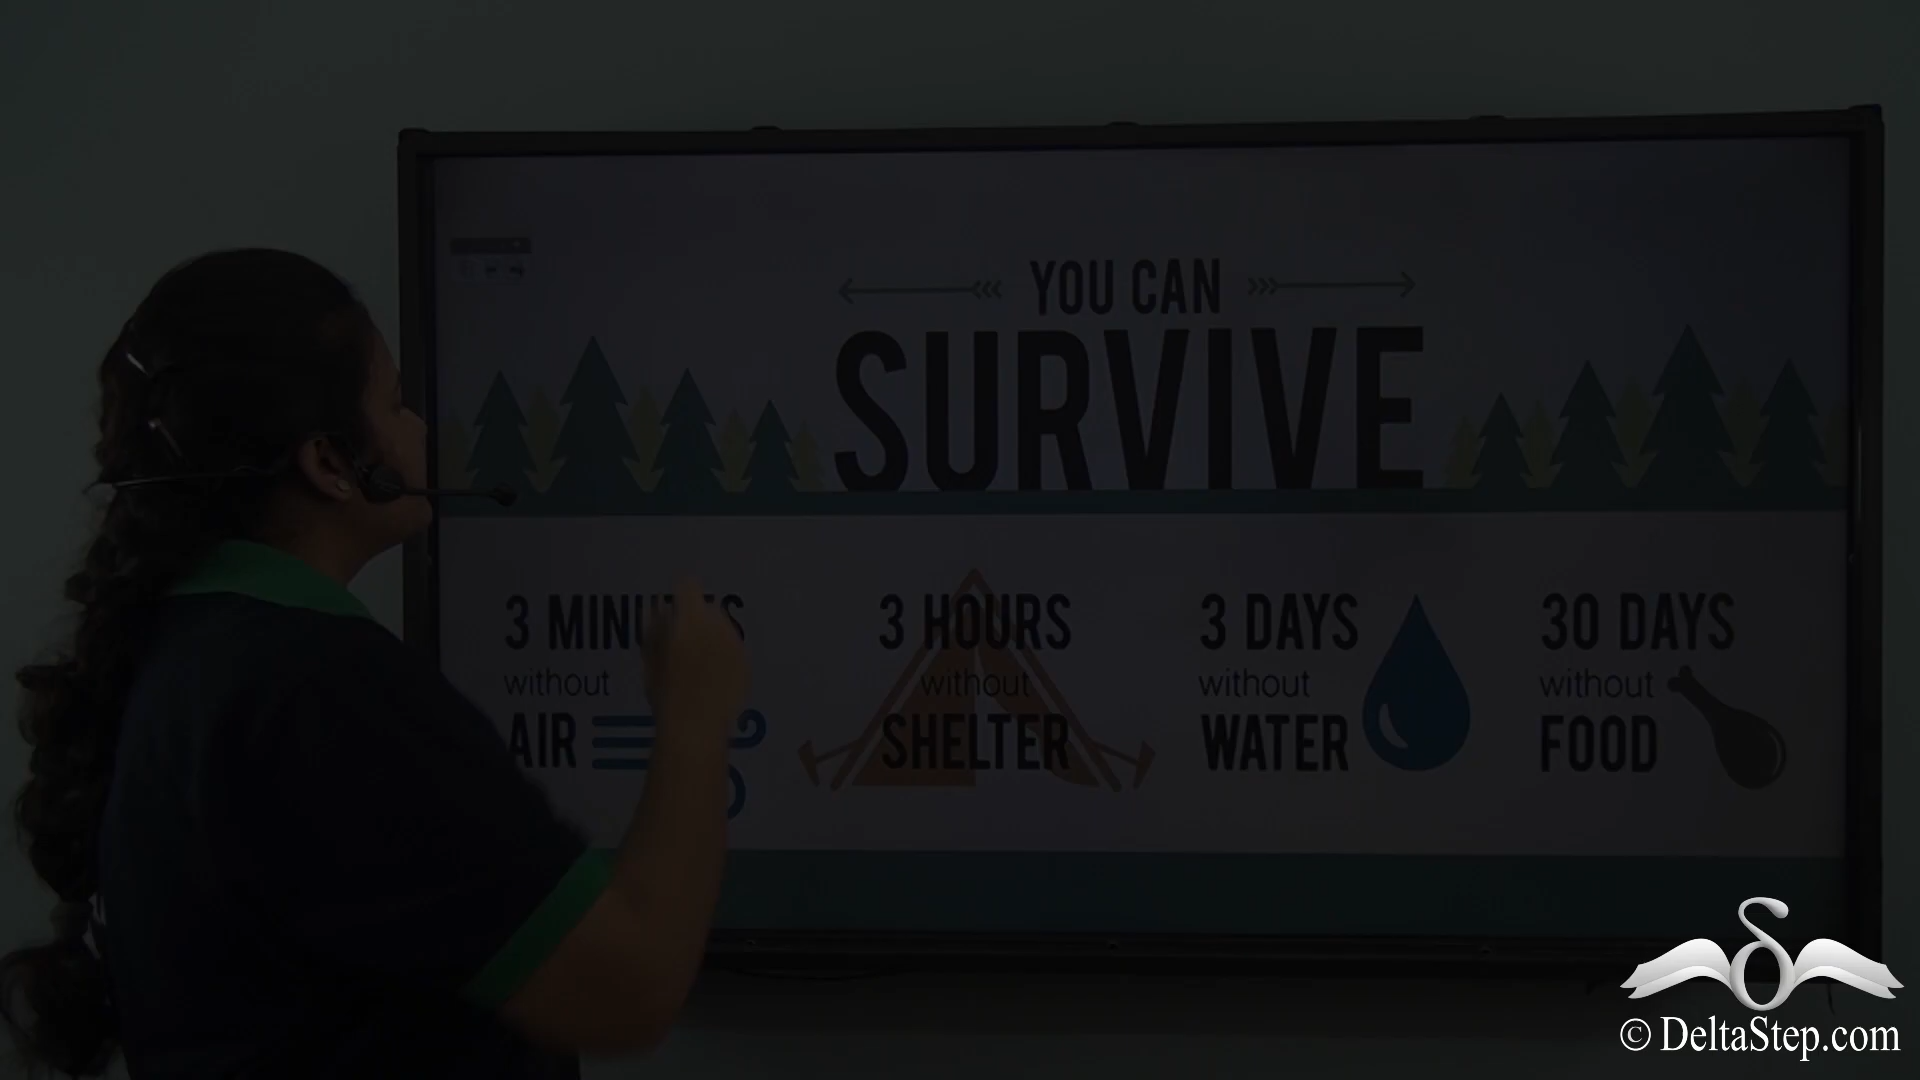 YOU CAN
SURVIVE
3 MINUTES
without
AIR
3 HOURS
without
SHELTER
3 DAYS
without
WATER
30 DAYS
without
FOOD
© DeltaStep.com